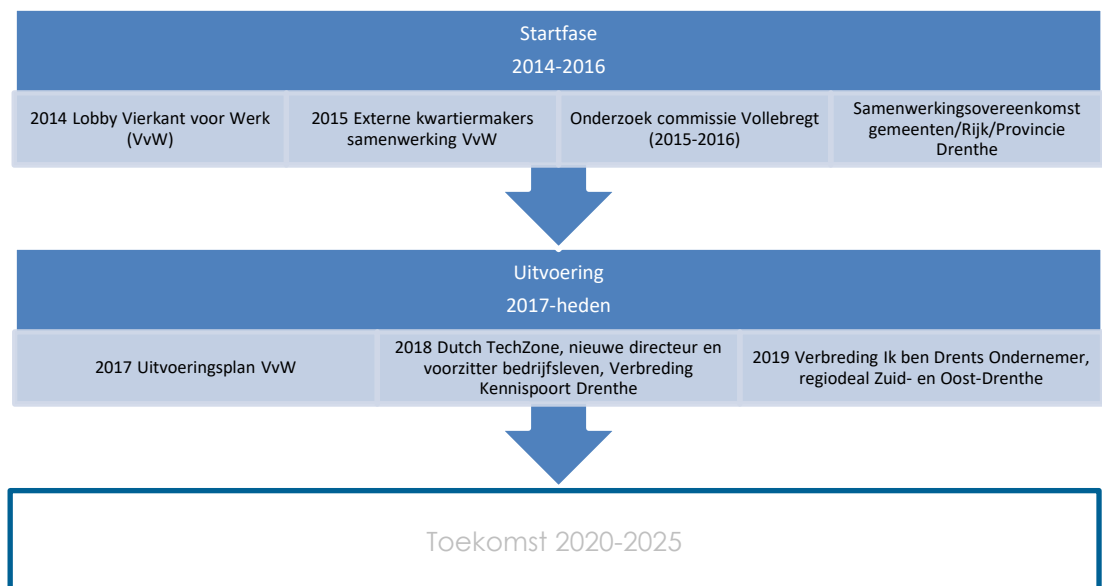 Startfase
2014-2016
2014 Lobby Vierkant voor Werk
(VvW)
2015 Externe kwartiermakers
samenwerking VvW
Onderzoek commissie Vollebregt
(2015-2016)
Samenwerkingsovereenkomst
gemeenten/Rijk/Provincie
Drenthe
Uitvoering
2017-heden
2017 Uitvoeringsplan VvW
2018 Dutch TechZone, nieuwe directeur en
voorzitter bedrijfsleven, Verbreding
Kennispoort Drenthe
2019 Verbreding Ik ben Drents Ondernemer,
regiodeal Zuid- en Oost-Drenthe
Toekomst 2020-2025